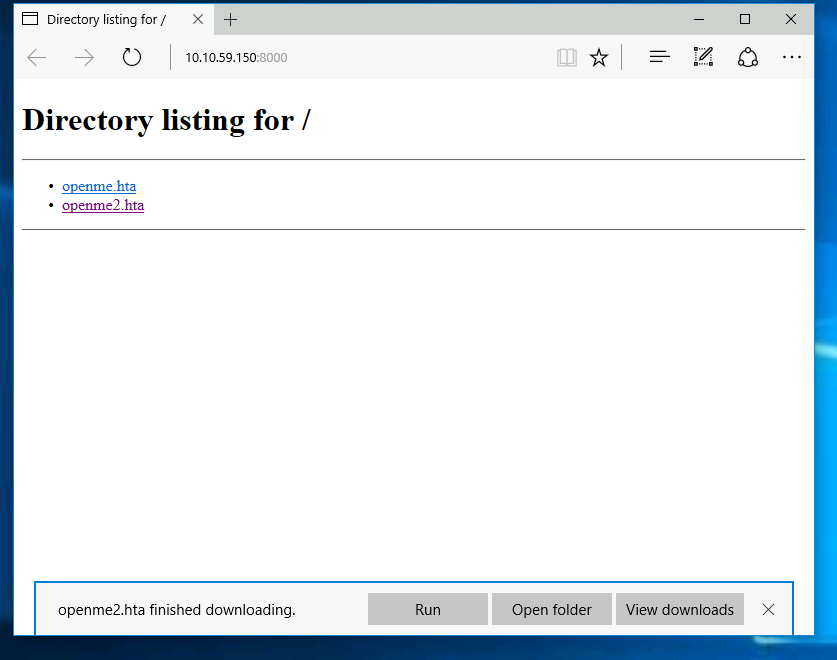 Directory listing for /
10.10.59.150:8000
Directory listing for /
openme.hta
openme2.hta
openme2.hta finished downloading.
Run
Open folder
View downloads